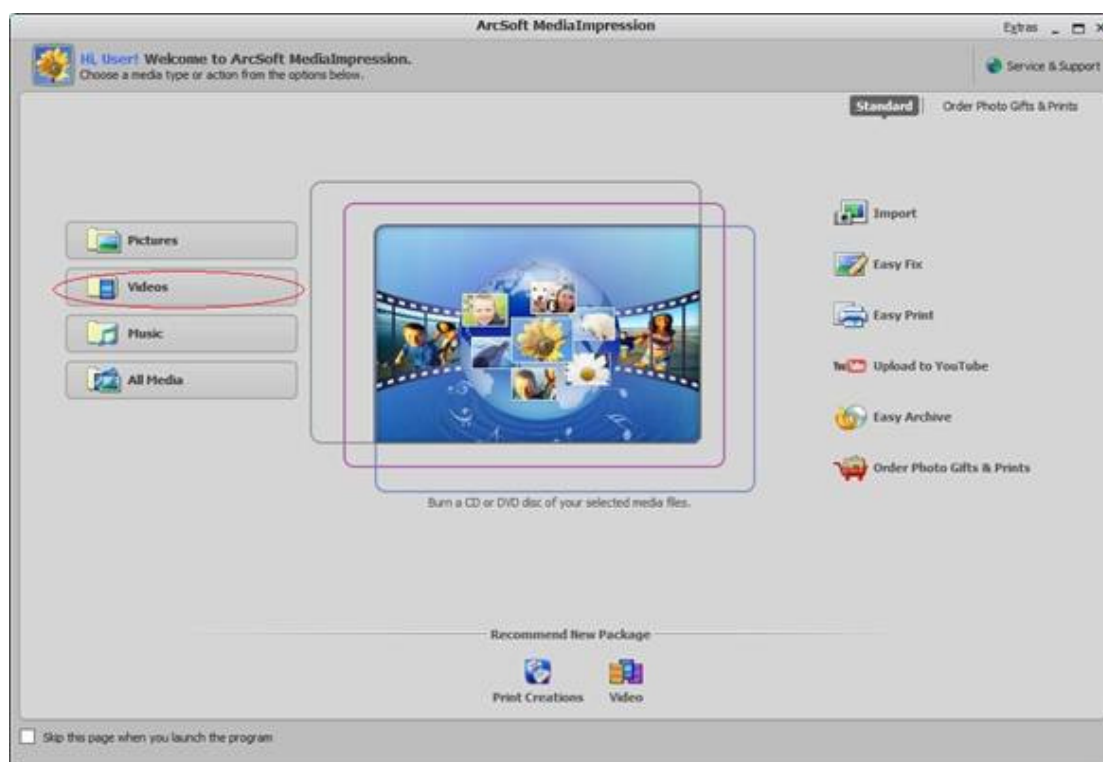 ArcSoft MediaImpression
Extras
Hi, User! Welcome to ArcSoft MediaImpression.
Choose a media type or action from the options below.
Service & Support
Standard
Order Photo Gifts & Prints
Pictures
Videos
Music
All Media
Import
Easy Fix
Easy Print
Upload to YouTube
Easy Archive
Order Photo Gifts & Prints
Burn a CD or DVD disc of your selected media files.
Recommend New Package
Print Creations
Video
Skip this page when you launch the program